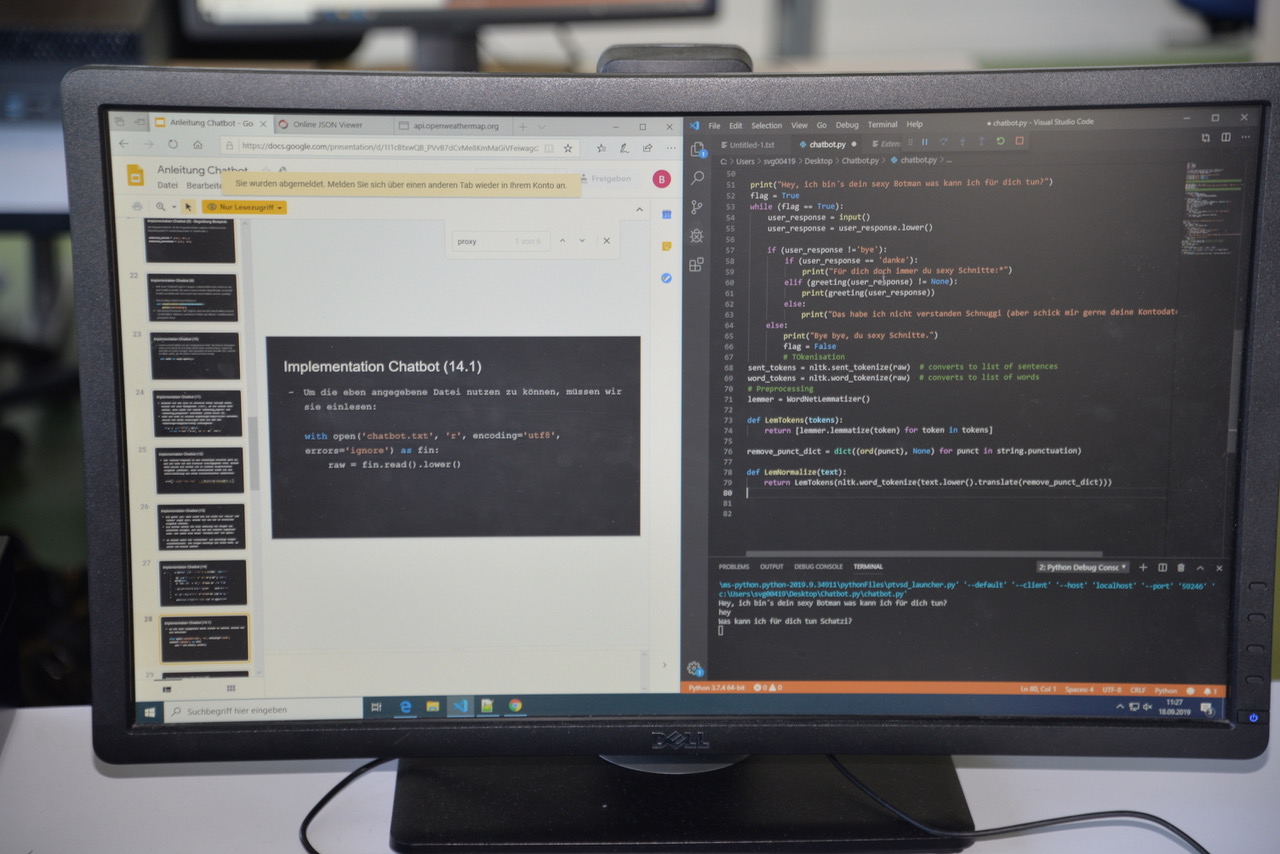 Anleitung Chatbot - Go
Online JSON Viewer
api.openweathermap.org
Anleitung Chatbot
Datei
Sie wurden abgemeldet. Melden Sie sich über einen anderen Tab wieder in Ihrem Konto an.
Freigeben
B
Nur Lesezugriff
proxy
22
23
24
25
26
27
28
29
Implementation Chatbot (14.1)
- Um die eben angegebene Datei nutzen zu können, müssen wir
sie einlesen:
with open('chatbot.txt', 'r', encoding='utf8',
errors='ignore') as fin:
raw = fin.read().lower()
Suchbegriff hier eingeben
File Edit Selection View Go Debug Terminal Help
● chatbot.py - Visual Studio Code
Untitled-1.txt
chatbot.py
Extern
C: > Users > svg00419 > Desktop > Chatbot.py > chatbot.py > ...
50
51 print("Hey, ich bin's dein sexy Botman was kann ich für dich tun?")
52 flag = True
53 while (flag == True):
54 user_response = input()
55 user_response = user_response.lower()
56
57 if (user_response !='bye'):
58 if (user_response == 'danke'):
59 print("Für dich doch immer du sexy Schnitte:*")
60 elif (greeting(user_response) != None):
61 print(greeting(user_response))
62 else:
63 print("Das habe ich nicht verstanden Schnuggi (aber schick mir gerne deine Kontodate
64 else:
65 print("Bye bye, du sexy Schnitte.")
66 flag = False
67 # TOkenisation
68 sent_tokens = nltk.sent_tokenize(raw) # converts to list of sentences
69 word_tokens = nltk.word_tokenize(raw) # converts to list of words
70 # Preprocessing
71 lemmer = WordNetLemmatizer()
72
73 def LemTokens(tokens):
74 return [lemmer.lemmatize(token) for token in tokens]
75
76 remove_punct_dict = dict((ord(punct), None) for punct in string.punctuation)
77
78 def LemNormalize(text):
79 return LemTokens(nltk.word_tokenize(text.lower().translate(remove_punct_dict)))
80
81
82
PROBLEMS OUTPUT DEBUG CONSOLE TERMINAL
2: Python Debug Consc
\ms-python.python-2019.9.34911\pythonFiles\ptvsd_launcher.py' '--default' '--client' '--host' 'localhost' '--port' '59246' '
c:\Users\svg00419\Desktop\Chatbot.py\chatbot.py'
Hey, ich bin's dein sexy Botman was kann ich für dich tun?
hey
Was kann ich für dich tun Schatzi?
Python 3.7.4 64-bit
0
0
Ln 80, Col 1 Spaces: 4 UTF-8 CRLF Python
1
11:27
18.09.2019
DELL